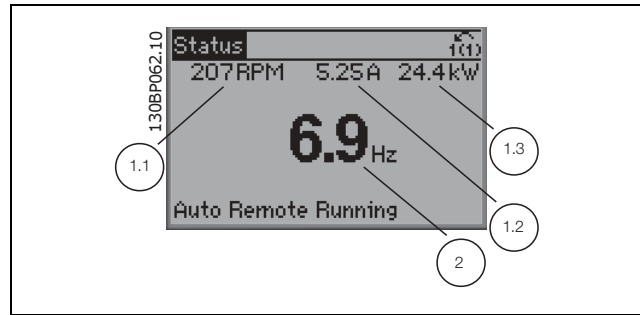 130BP062.10
Status
1(1)
207RPM 5.25A 24.4kW
6.9Hz
Auto Remote Running
1.1
1.3
1.2
2